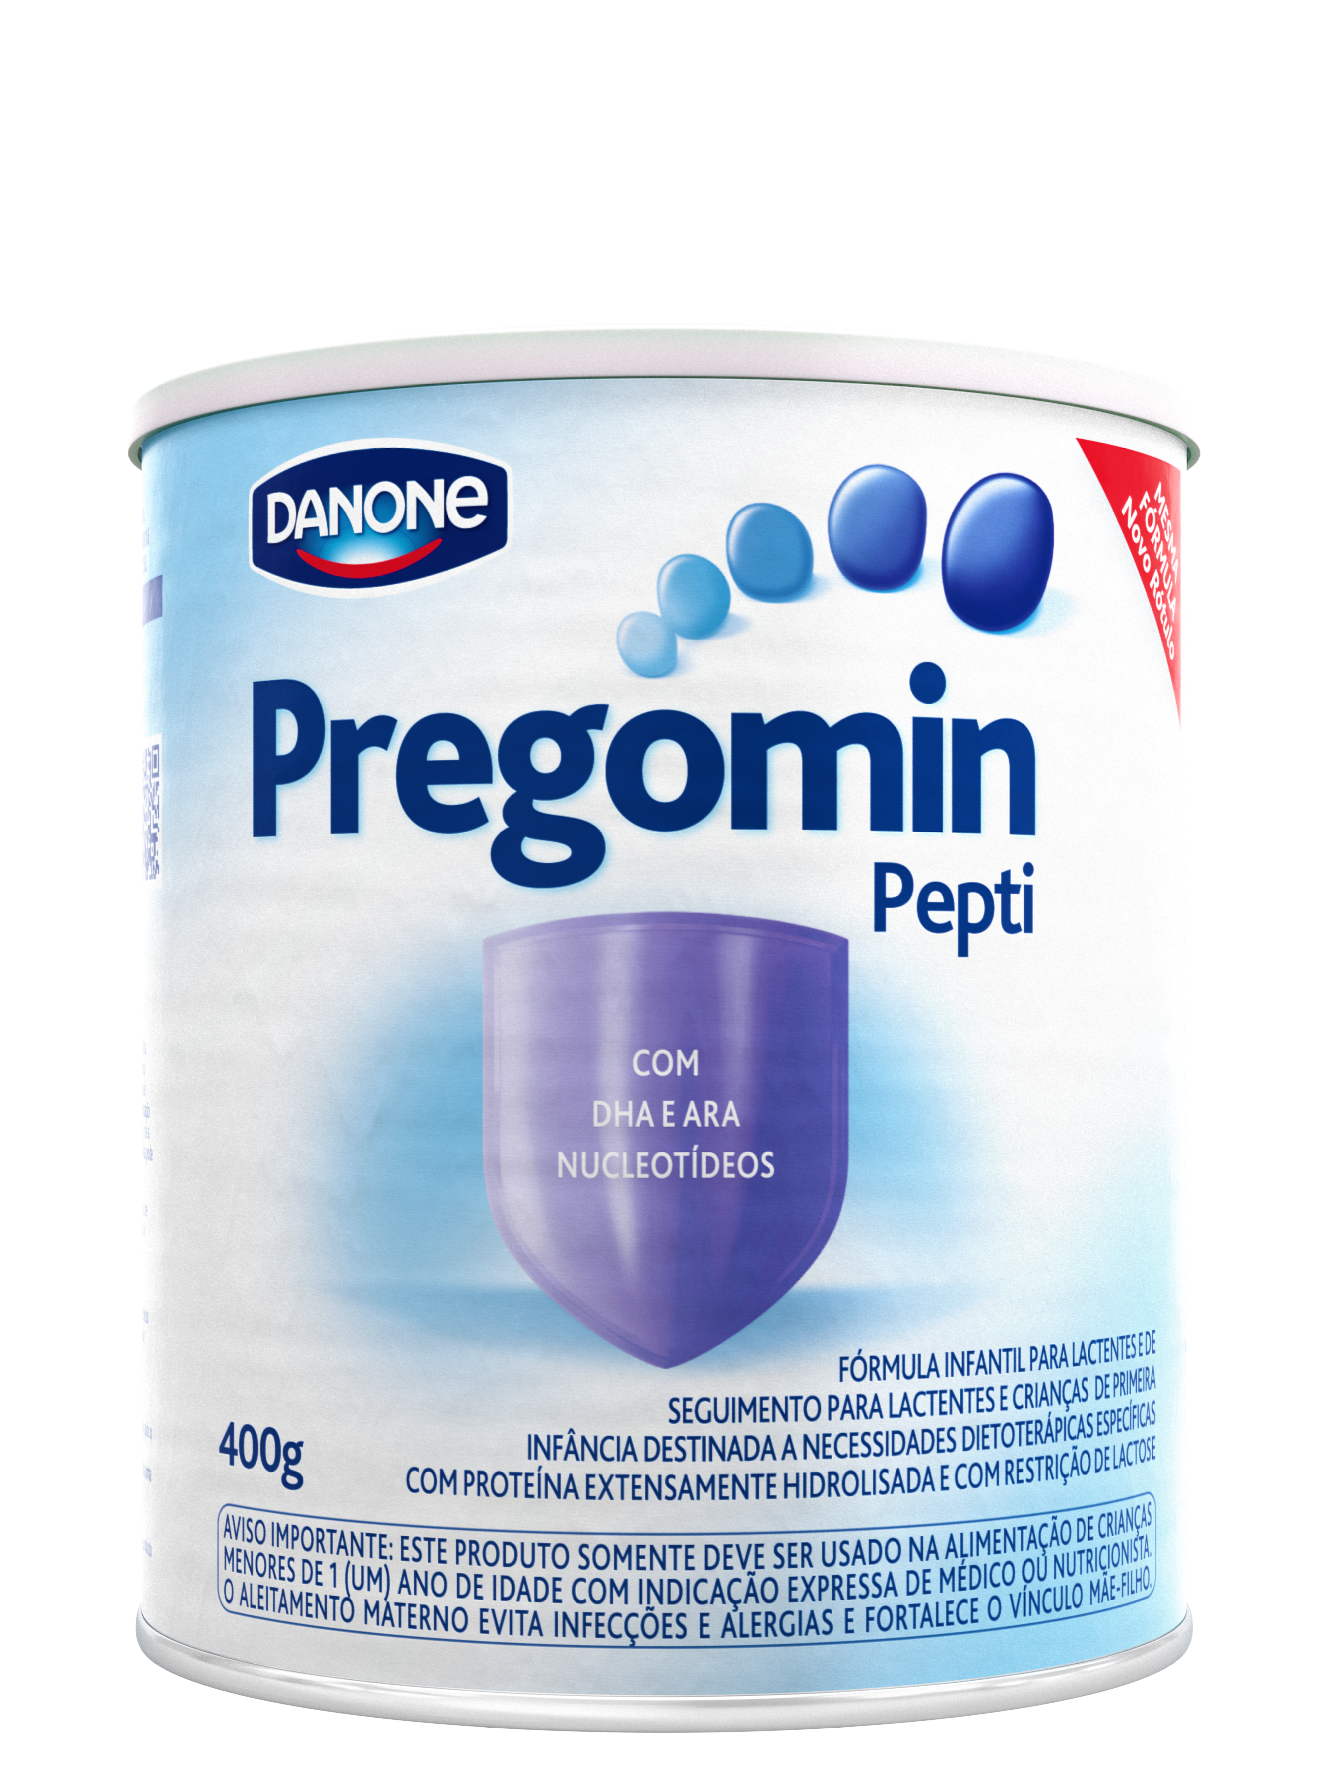 DANONE
MESMA
FÓRMULA
Novo Rótulo
Pregomin
Pepti
COM
DHA E ARA
NUCLEOTÍDEOS
FÓRMULA INFANTIL PARA LACTENTES E DE
SEGUIMENTO PARA LACTENTES E CRIANÇAS DE PRIMEIRA
INFÂNCIA DESTINADA A NECESSIDADES DIETOTERÁPICAS ESPECÍFICAS
COM PROTEÍNA EXTENSAMENTE HIDROLISADA E COM RESTRIÇÃO DE LACTOSE
400g
AVISO IMPORTANTE: ESTE PRODUTO SOMENTE DEVE SER USADO NA ALIMENTAÇÃO DE CRIANÇAS
MENORES DE 1 (UM) ANO DE IDADE COM INDICAÇÃO EXPRESSA DE MÉDICO OU NUTRICIONISTA.
O ALEITAMENTO MATERNO EVITA INFECÇÕES E ALERGIAS E FORTALECE O VÍNCULO MÃE-FILHO.